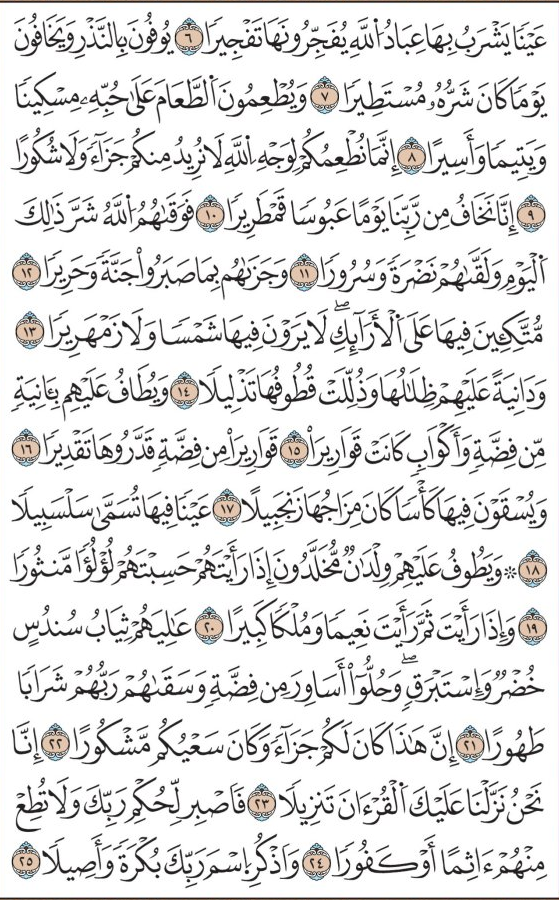 عَيۡنٗا يَشۡرَبُ بِهَا عِبَادُ ٱللَّهِ يُفَجِّرُونَهَا تَفۡجِيرٗا ٦ يُوفُونَ بِٱلنَّذۡرِ وَيَخَافُونَ
يَوۡمٗا كَانَ شَرُّهُۥ مُسۡتَطِيرٗا ٧ وَيُطۡعِمُونَ ٱلطَّعَامَ عَلَىٰ حُبِّهِۦ مِسۡكِينٗا
وَيَتِيمٗا وَأَسِيرًا ٨ إِنَّمَا نُطۡعِمُكُمۡ لِوَجۡهِ ٱللَّهِ لَا نُرِيدُ مِنكُمۡ جَزَآءٗ وَلَا شُكُورًا
٩ إِنَّا نَخَافُ مِن رَّبِّنَا يَوۡمًا عَبُوسٗا قَمۡطَرِيرٗا ١٠ فَوَقَىٰهُمُ ٱللَّهُ شَرَّ ذَٰلِكَ
ٱلۡيَوۡمِ وَلَقَّىٰهُمۡ نَضۡرَةٗ وَسُرُورٗا ١١ وَجَزَىٰهُم بِمَا صَبَرُواْ جَنَّةٗ وَحَرِيرٗا ١٢
مُّتَّكِـِٔينَ فِيهَا عَلَى ٱلۡأَرَآئِكِۖ لَا يَرَوۡنَ فِيهَا شَمۡسٗا وَلَا زَمۡهَرِيرٗا ١٣
وَدَانِيَةً عَلَيۡهِمۡ ظِلَٰلُهَا وَذُلِّلَتۡ قُطُوفُهَا تَذۡلِيلٗا ١٤ وَيُطَافُ عَلَيۡهِم بِـَٔانِيَةٖ
مِّن فِضَّةٖ وَأَكۡوَابٖ كَانَتۡ قَوَارِيرَا۠ ١٥ قَوَارِيرَاْ مِن فِضَّةٖ قَدَّرُوهَا تَقۡدِيرٗا ١٦
وَيُسۡقَوۡنَ فِيهَا كَأۡسٗا كَانَ مِزَاجُهَا زَنجَبِيلًا ١٧ عَيۡنٗا فِيهَا تُسَمَّىٰ سَلۡسَبِيلٗا
١٨ ۞ وَيَطُوفُ عَلَيۡهِمۡ وِلۡدَٰنٞ مُّخَلَّدُونَ إِذَا رَأَيۡتَهُمۡ حَسِبۡتَهُمۡ لُؤۡلُؤٗا مَّنثُورٗا
١٩ وَإِذَا رَأَيۡتَ ثَمَّ رَأَيۡتَ نَعِيمٗا وَمُلۡكٗا كَبِيرًا ٢٠ عَٰلِيَهُمۡ ثِيَابُ سُندُسٍ
خُضۡرٞ وَإِسۡتَبۡرَقٞۖ وَحُلُّوٓاْ أَسَاوِرَ مِن فِضَّةٖ وَسَقَىٰهُمۡ رَبُّهُمۡ شَرَابٗا
طَهُورًا ٢١ إِنَّ هَٰذَا كَانَ لَكُمۡ جَزَآءٗ وَكَانَ سَعۡيُكُم مَّشۡكُورًا ٢٢ إِنَّا
نَحۡنُ نَزَّلۡنَا عَلَيۡكَ ٱلۡقُرۡءَانَ تَنزِيلٗا ٢٣ فَٱصۡبِرۡ لِحُكۡمِ رَبِّكَ وَلَا تُطِعۡ
مِنۡهُمۡ ءَاثِمًا أَوۡ كَفُورٗا ٢٤ وَٱذۡكُرِ ٱسۡمَ رَبِّكَ بُكۡرَةٗ وَأَصِيلٗا ٢٥